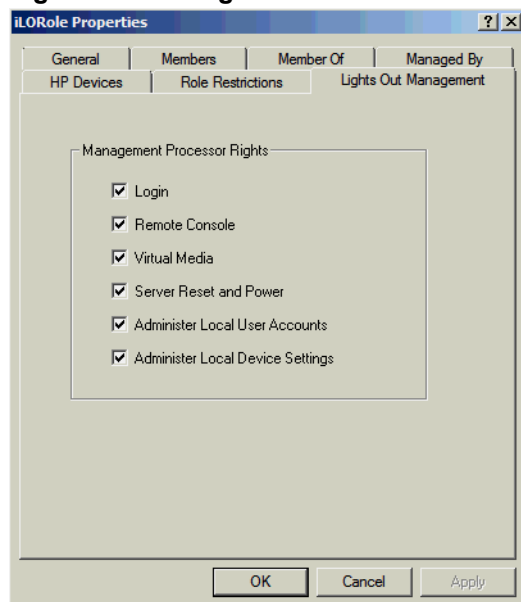 iLORole Properties
General Members Member Of Managed By
HP Devices Role Restrictions Lights Out Management
Management Processor Rights
Login
Remote Console
Virtual Media
Server Reset and Power
Administer Local User Accounts
Administer Local Device Settings
OK Cancel Apply